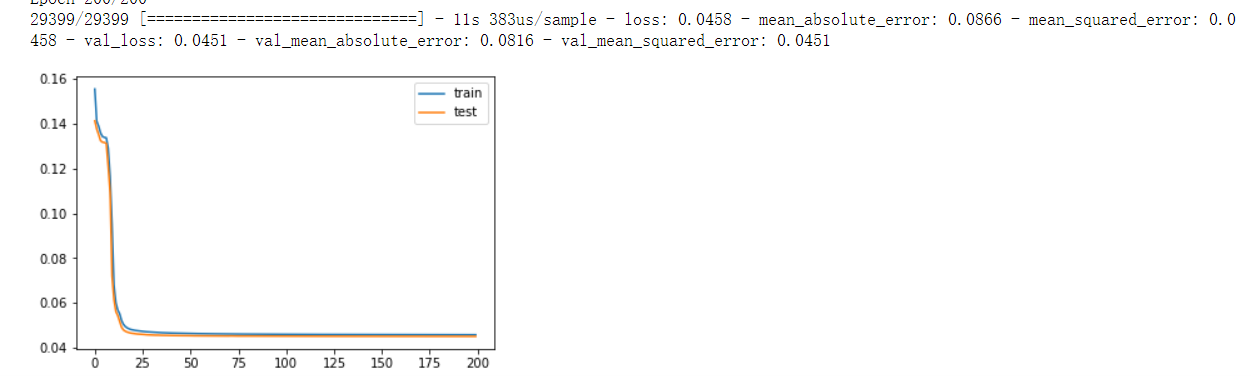 Epoch 200/200
29399/29399 [==============================] - 11s 383us/sample - loss: 0.0458 - mean_absolute_error: 0.0866 - mean_squared_error: 0.0
458 - val_loss: 0.0451 - val_mean_absolute_error: 0.0816 - val_mean_squared_error: 0.0451
0.16
train
test
0.14
0.12
0.10
0.08
0.06
0.04
0 25 50 75 100 125 150 175 200